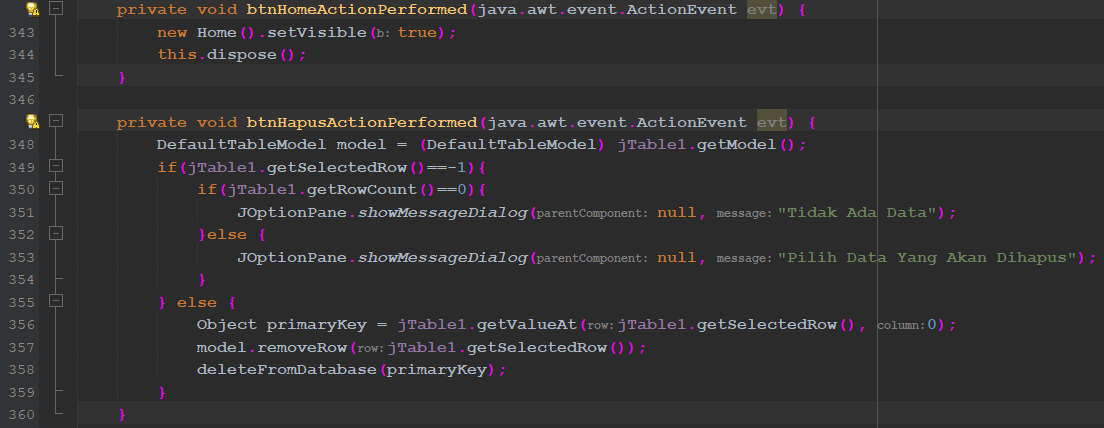 private void btnHomeActionPerformed(java.awt.event.ActionEvent evt) {
343 new Home().setVisible(b: true);
344 this.dispose();
345 }
346
private void btnHapusActionPerformed(java.awt.event.ActionEvent evt) {
348 DefaultTableModel model = (DefaultTableModel) jTable1.getModel();
349 if(jTable1.getSelectedRow()==-1){
350 if(jTable1.getRowCount()==0){
351 JOptionPane.showMessageDialog(parentComponent: null, message: "Tidak Ada Data");
352 }else {
353 JOptionPane.showMessageDialog(parentComponent: null, message: "Pilih Data Yang Akan Dihapus");
354 }
355 } else {
356 Object primaryKey = jTable1.getValueAt(row: jTable1.getSelectedRow(), column: 0);
357 model.removeRow(row: jTable1.getSelectedRow());
358 deleteFromDatabase(primaryKey);
359 }
360 }